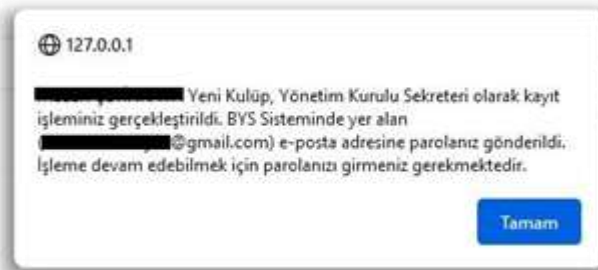 127.0.0.1
Yeni Kulüp, Yönetim Kurulu Sekreteri olarak kayıt
işleminiz gerçekleştirildi. BYS Sisteminde yer alan
(@gmail.com) e-posta adresine parolanız gönderildi.
İşleme devam edebilmek için parolanızı girmeniz gerekmektedir.
Tamam